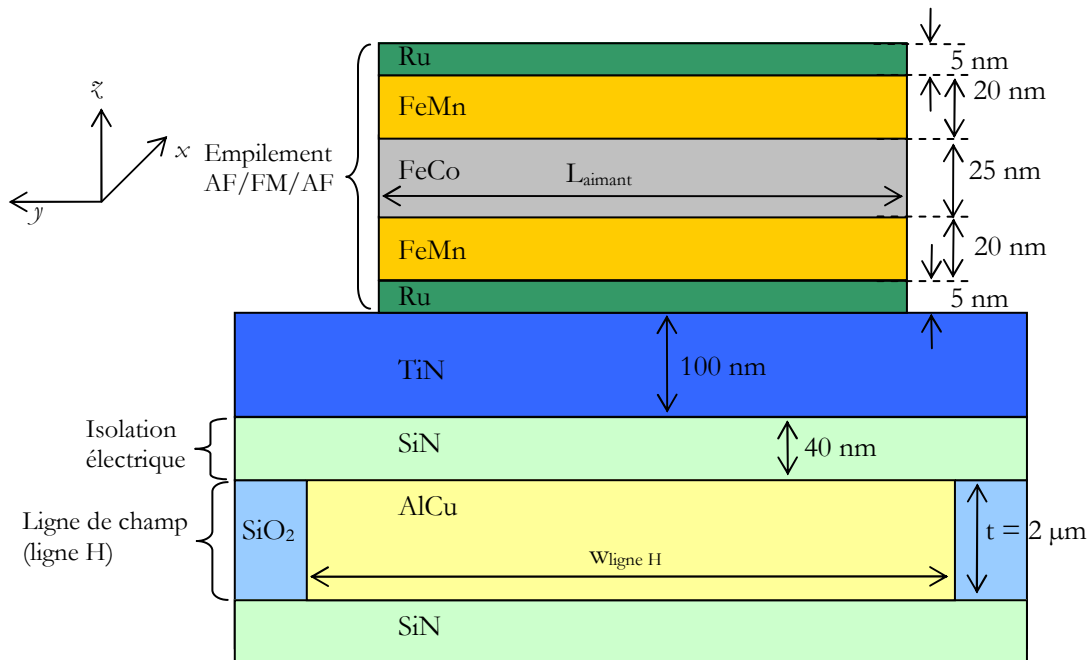 Ru
5 nm
z
FeMn
20 nm
x
Empilement
AF/FM/AF
FeCo
L_aimant
25 nm
y
FeMn
20 nm
Ru
5 nm
TiN
100 nm
Isolation
électrique
SiN
40 nm
AlCu
Ligne de champ
(ligne H)
SiO₂
t = 2 µm
wligne H
SiN